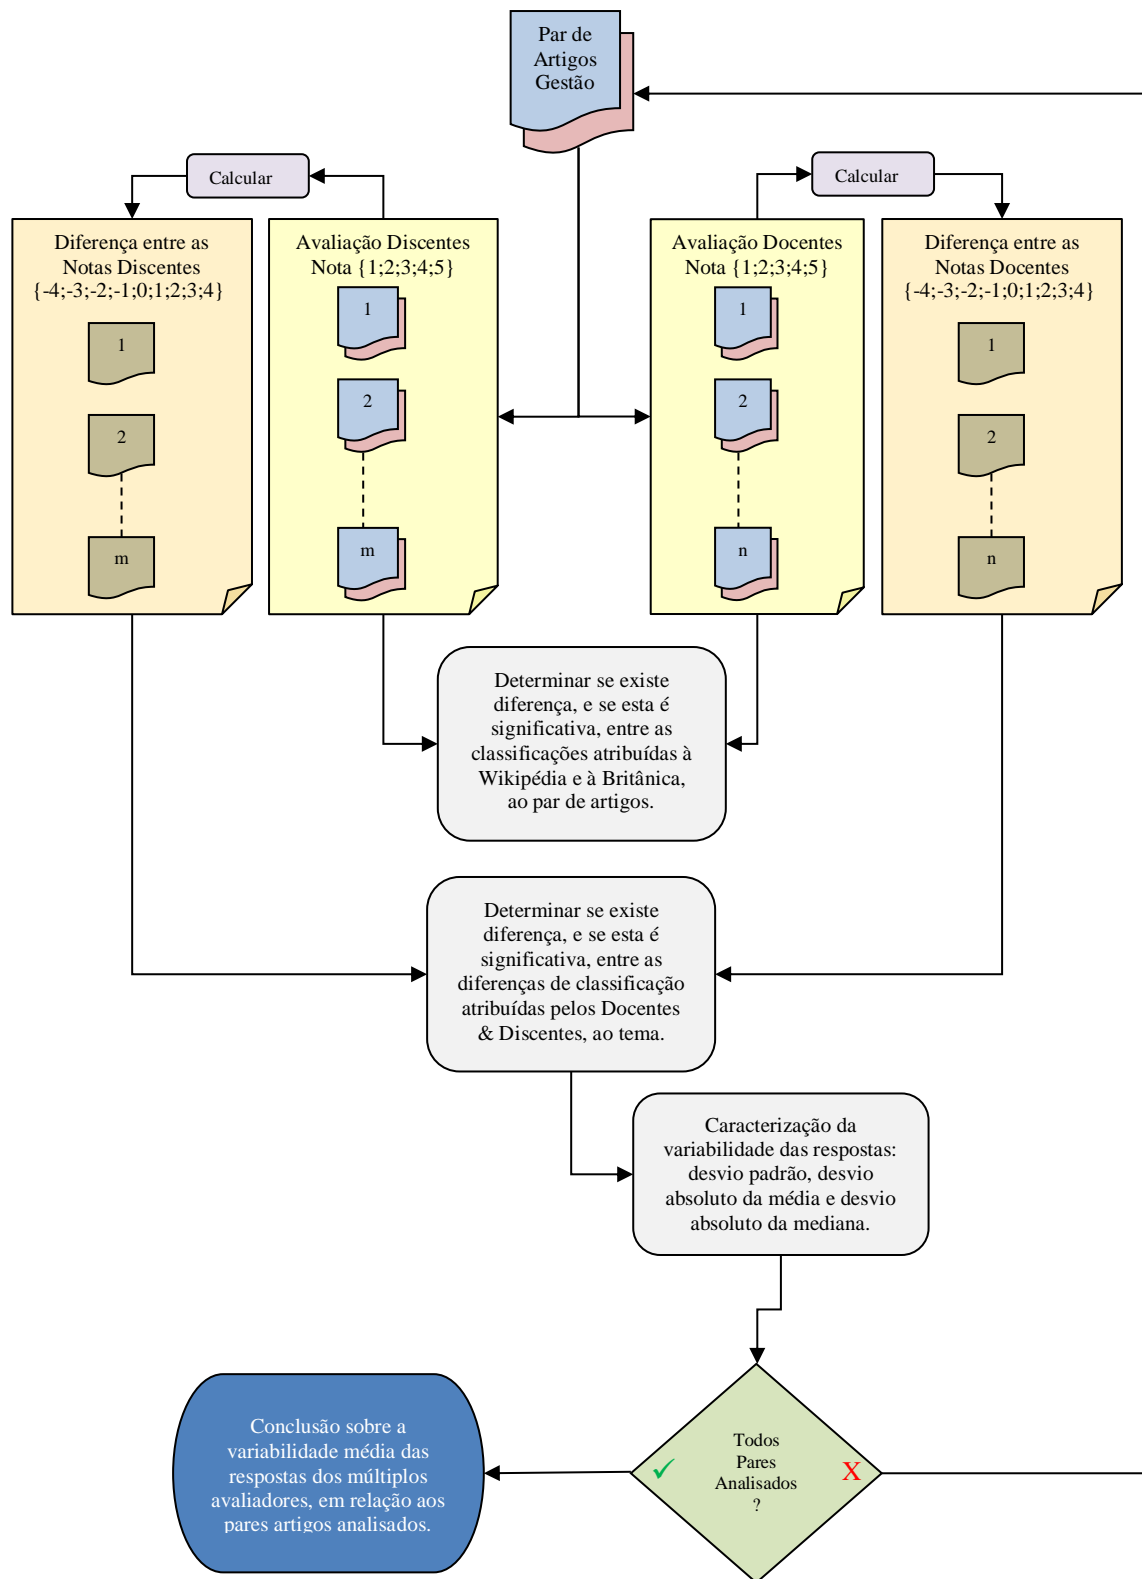 Par de
Artigos
Gestão
Calcular
Calcular
Diferença entre as
Notas Discentes
{-4;-3;-2;-1;0;1;2;3;4}
1
2
m
Avaliação Discentes
Nota {1;2;3;4;5}
1
2
m
Avaliação Docentes
Nota {1;2;3;4;5}
1
2
n
Diferença entre as
Notas Docentes
{-4;-3;-2;-1;0;1;2;3;4}
1
2
n
Determinar se existe
diferença, e se esta é
significativa, entre as
classificações atribuídas à
Wikipédia e à Britânica,
ao par de artigos.
Determinar se existe
diferença, e se esta é
significativa, entre as
diferenças de classificação
atribuídas pelos Docentes
& Discentes, ao tema.
Caracterização da
variabilidade das respostas:
desvio padrão, desvio
absoluto da média e desvio
absoluto da mediana.
Todos
Pares
Analisados
?
✓
X
Conclusão sobre a
variabilidade média das
respostas dos múltiplos
avaliadores, em relação aos
pares artigos analisados.